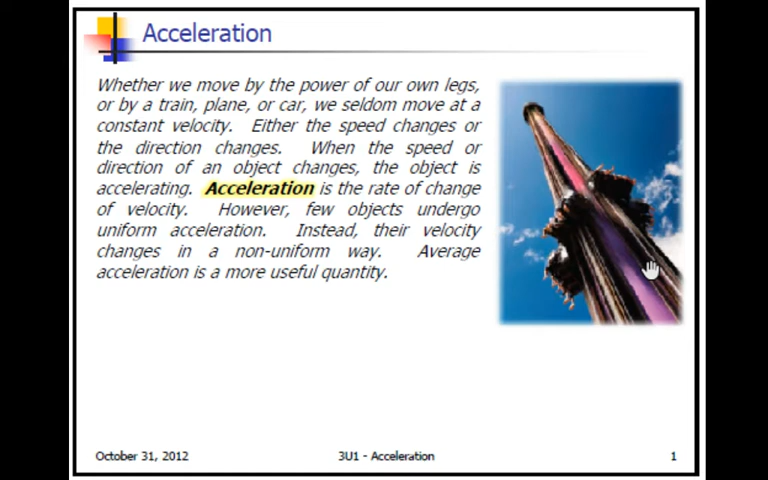 Acceleration
Whether we move by the power of our own legs,
or by a train, plane, or car, we seldom move at a
constant velocity. Either the speed changes or
the direction changes. When the speed or
direction of an object changes, the object is
accelerating. Acceleration is the rate of change
of velocity. However, few objects undergo
uniform acceleration. Instead, their velocity
changes in a non-uniform way. Average
acceleration is a more useful quantity.
October 31, 2012 3U1 - Acceleration 1